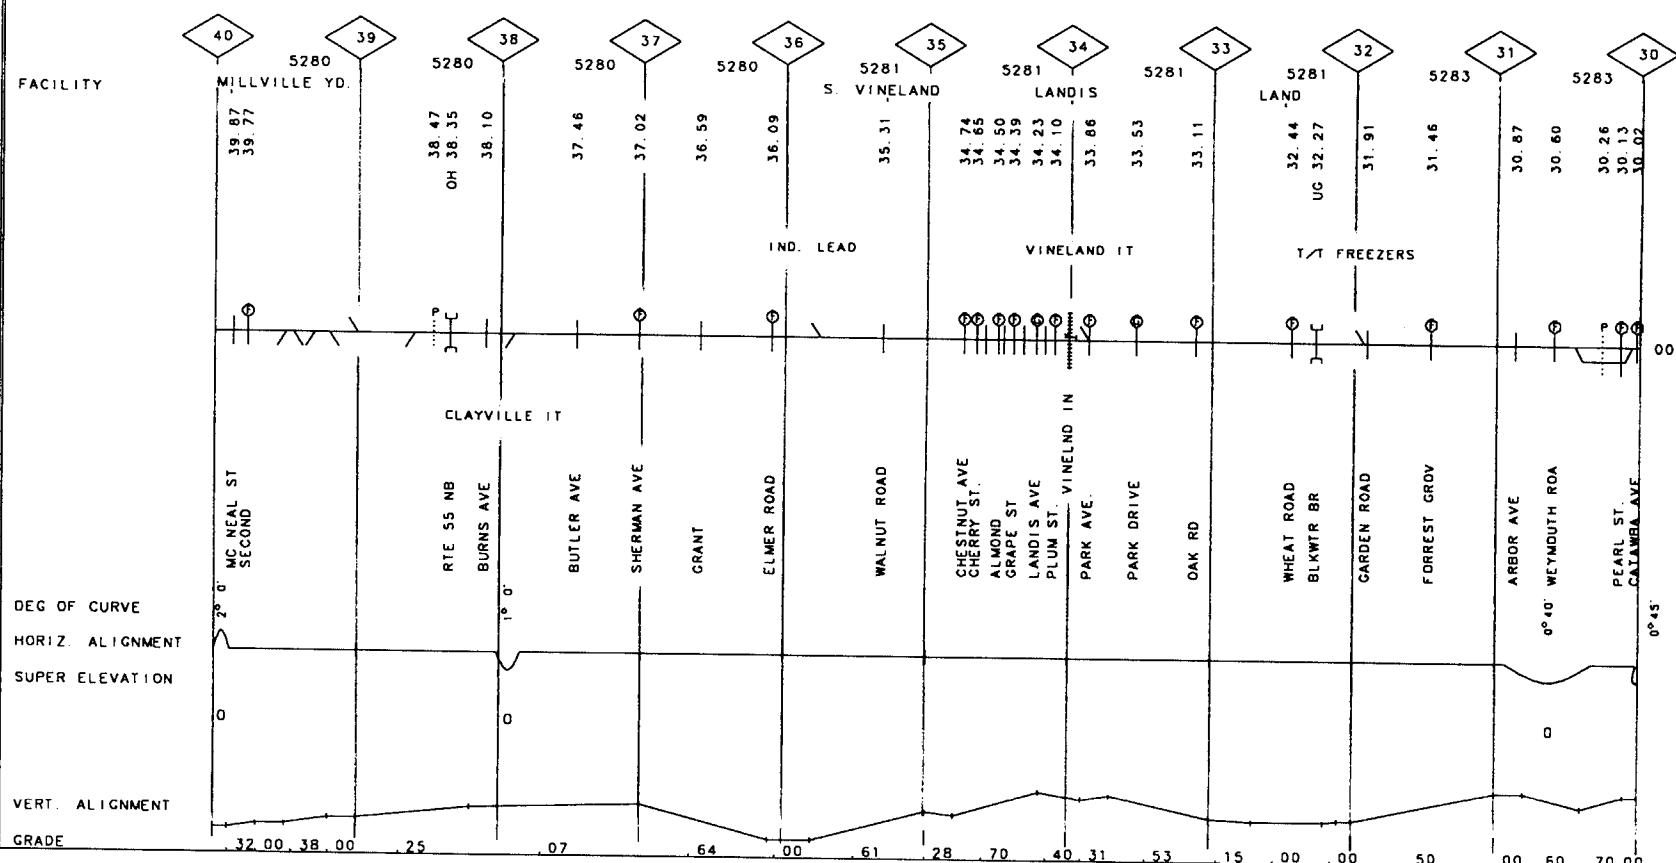 40 39 38 37 36 35 34 33 32 31 30
5280 5280 5280 5280 5281 5281 5281 5281 5283 5283
FACILITY MILLVILLE YD. S. VINELAND LANDIS LAND
39.87
39.77
38.47
OH 38.35
38.10
37.46
37.02
36.59
36.09
35.31
34.74
34.65
34.50
34.39
34.23
34.10
33.86
33.53
33.11
32.44
UG 32.27
31.91
31.46
30.87
30.60
30.26
30.13
30.02
IND. LEAD VINELAND IT T/T FREEZERS
F P F F F F F F G F F G F F F F P F F
00
CLAYVILLE IT
MC NEAL ST
SECOND
RTE 55 NB
BURNS AVE
BUTLER AVE
SHERMAN AVE
GRANT
ELMER ROAD
WALNUT ROAD
CHESTNUT AVE
CHERRY ST.
ALMOND
GRAPE ST
LANDIS AVE
PLUM ST.
VINELND IN
PARK AVE.
PARK DRIVE
OAK RD
WHEAT ROAD
BLKWTR BR
GARDEN ROAD
FORREST GROV
ARBOR AVE
WEYMOUTH ROA
PEARL ST.
CATAWBA AVE
DEG OF CURVE 2° 0' 1° 0' 0°40' 0°45'
HORIZ. ALIGNMENT
SUPER ELEVATION
0 0 0
VERT. ALIGNMENT
GRADE .32 .00 .38 .00 .25 .07 .64 .00 .61 .28 .70 .40 .31 .53 .15 .00 .00 .50 .00 .60 .70 .00